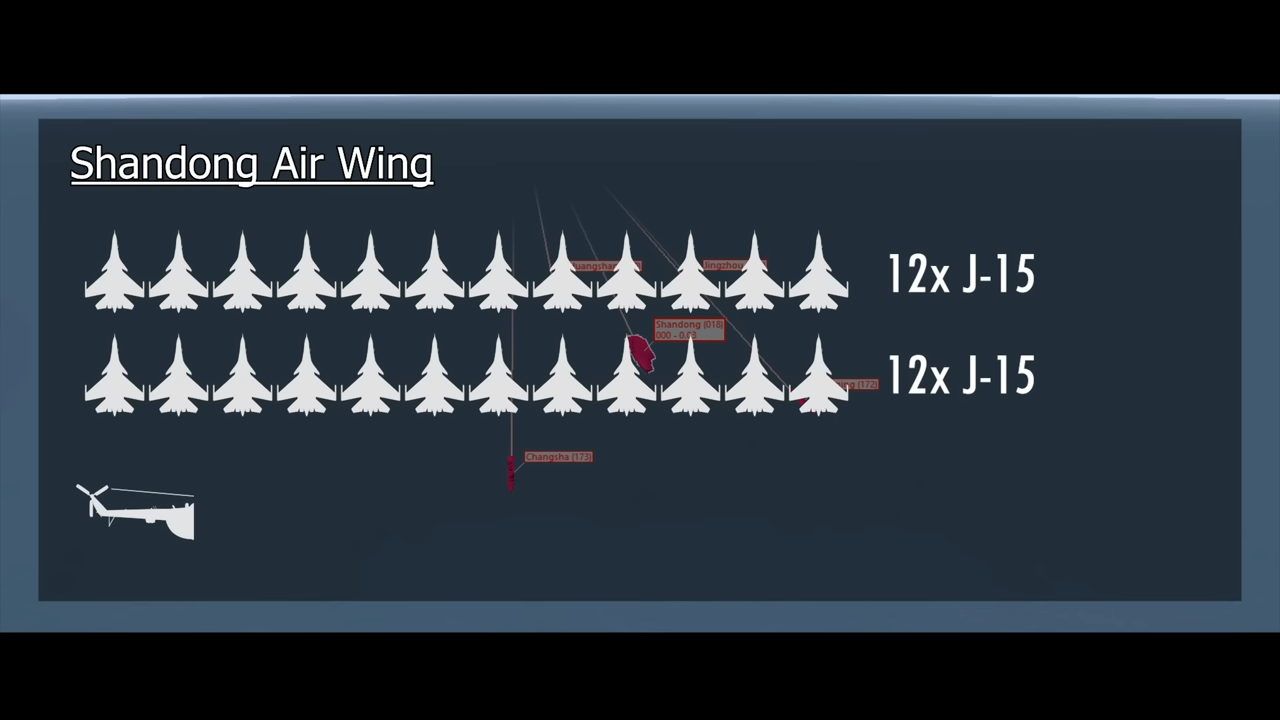 Shandong Air Wing
12x J-15
Shandong (018)
12x J-15
Changsha (173)